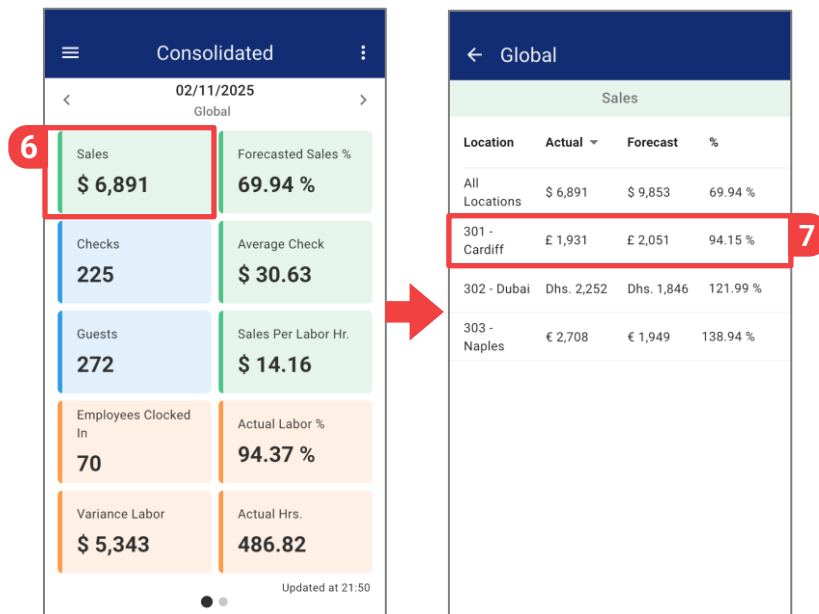 Consolidated
02/11/2025
Global
6
Sales
$ 6,891
Forecasted Sales %
69.94 %
Checks
225
Average Check
$ 30.63
Guests
272
Sales Per Labor Hr.
$ 14.16
Employees Clocked
In
70
Actual Labor %
94.37 %
Variance Labor
$ 5,343
Actual Hrs.
486.82
Updated at 21:50
Global
Sales
Location Actual Forecast %
All
Locations
$ 6,891 $ 9,853 69.94 %
301 -
Cardiff
£ 1,931 £ 2,051 94.15 %
7
302 - Dubai Dhs. 2,252 Dhs. 1,846 121.99 %
303 -
Naples
€ 2,708 € 1,949 138.94 %